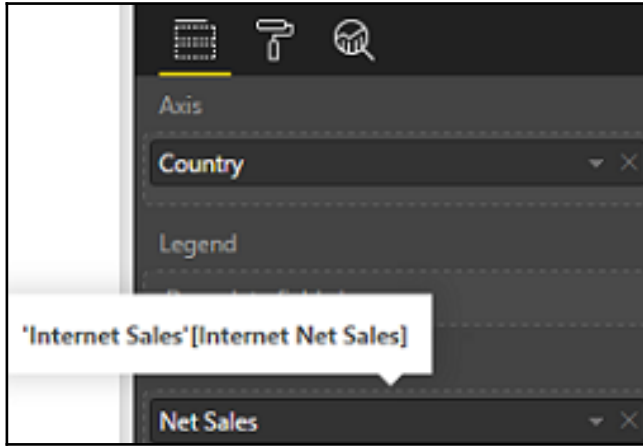 Axis
Country
Legend
'Internet Sales'[Internet Net Sales]
Net Sales